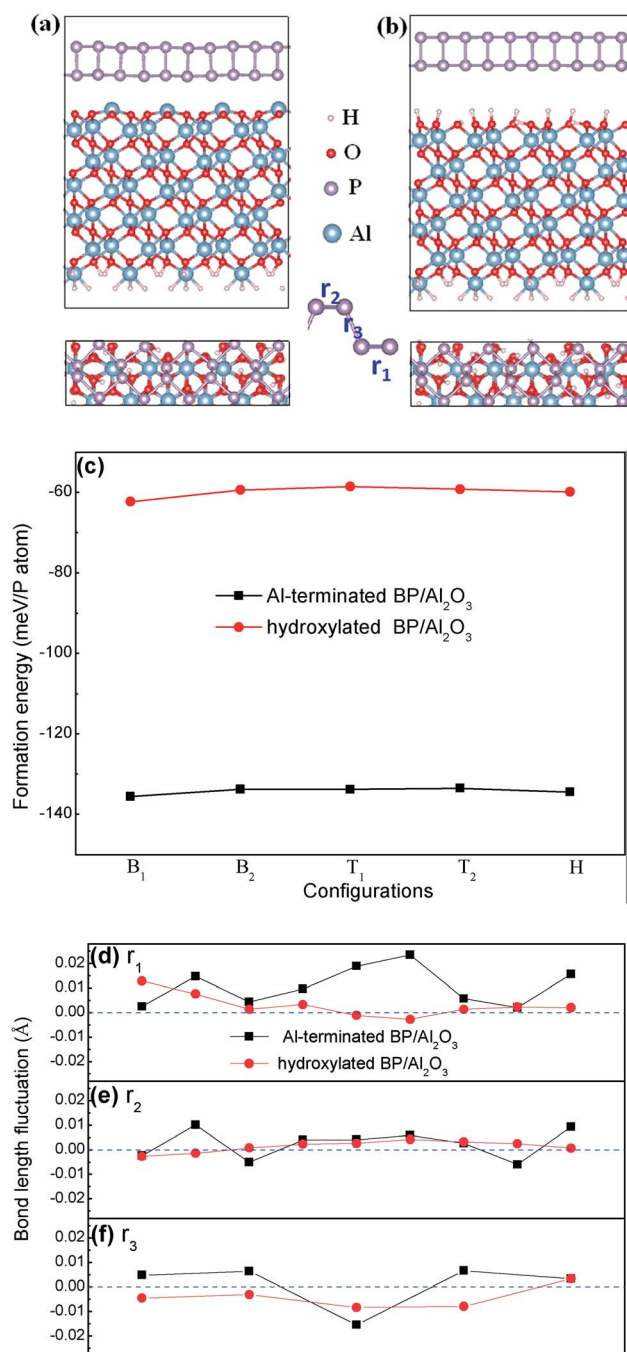 (a)
(b)
H
O
P
Al
r2
r3
r1
(c)
-60
-80
-100
-120
-140
Formation energy (meV/P atom)
Al-terminated BP/Al2O3
hydroxylated BP/Al2O3
B1 B2 T1 T2 H
Configurations
(d) r1
0.02
0.01
0.00
-0.01
-0.02
Al-terminated BP/Al2O3
hydroxylated BP/Al2O3
Bond length fluctuation (Å)
(e) r2
0.02
0.01
0.00
-0.01
-0.02
(f) r3
0.02
0.01
0.00
-0.01
-0.02